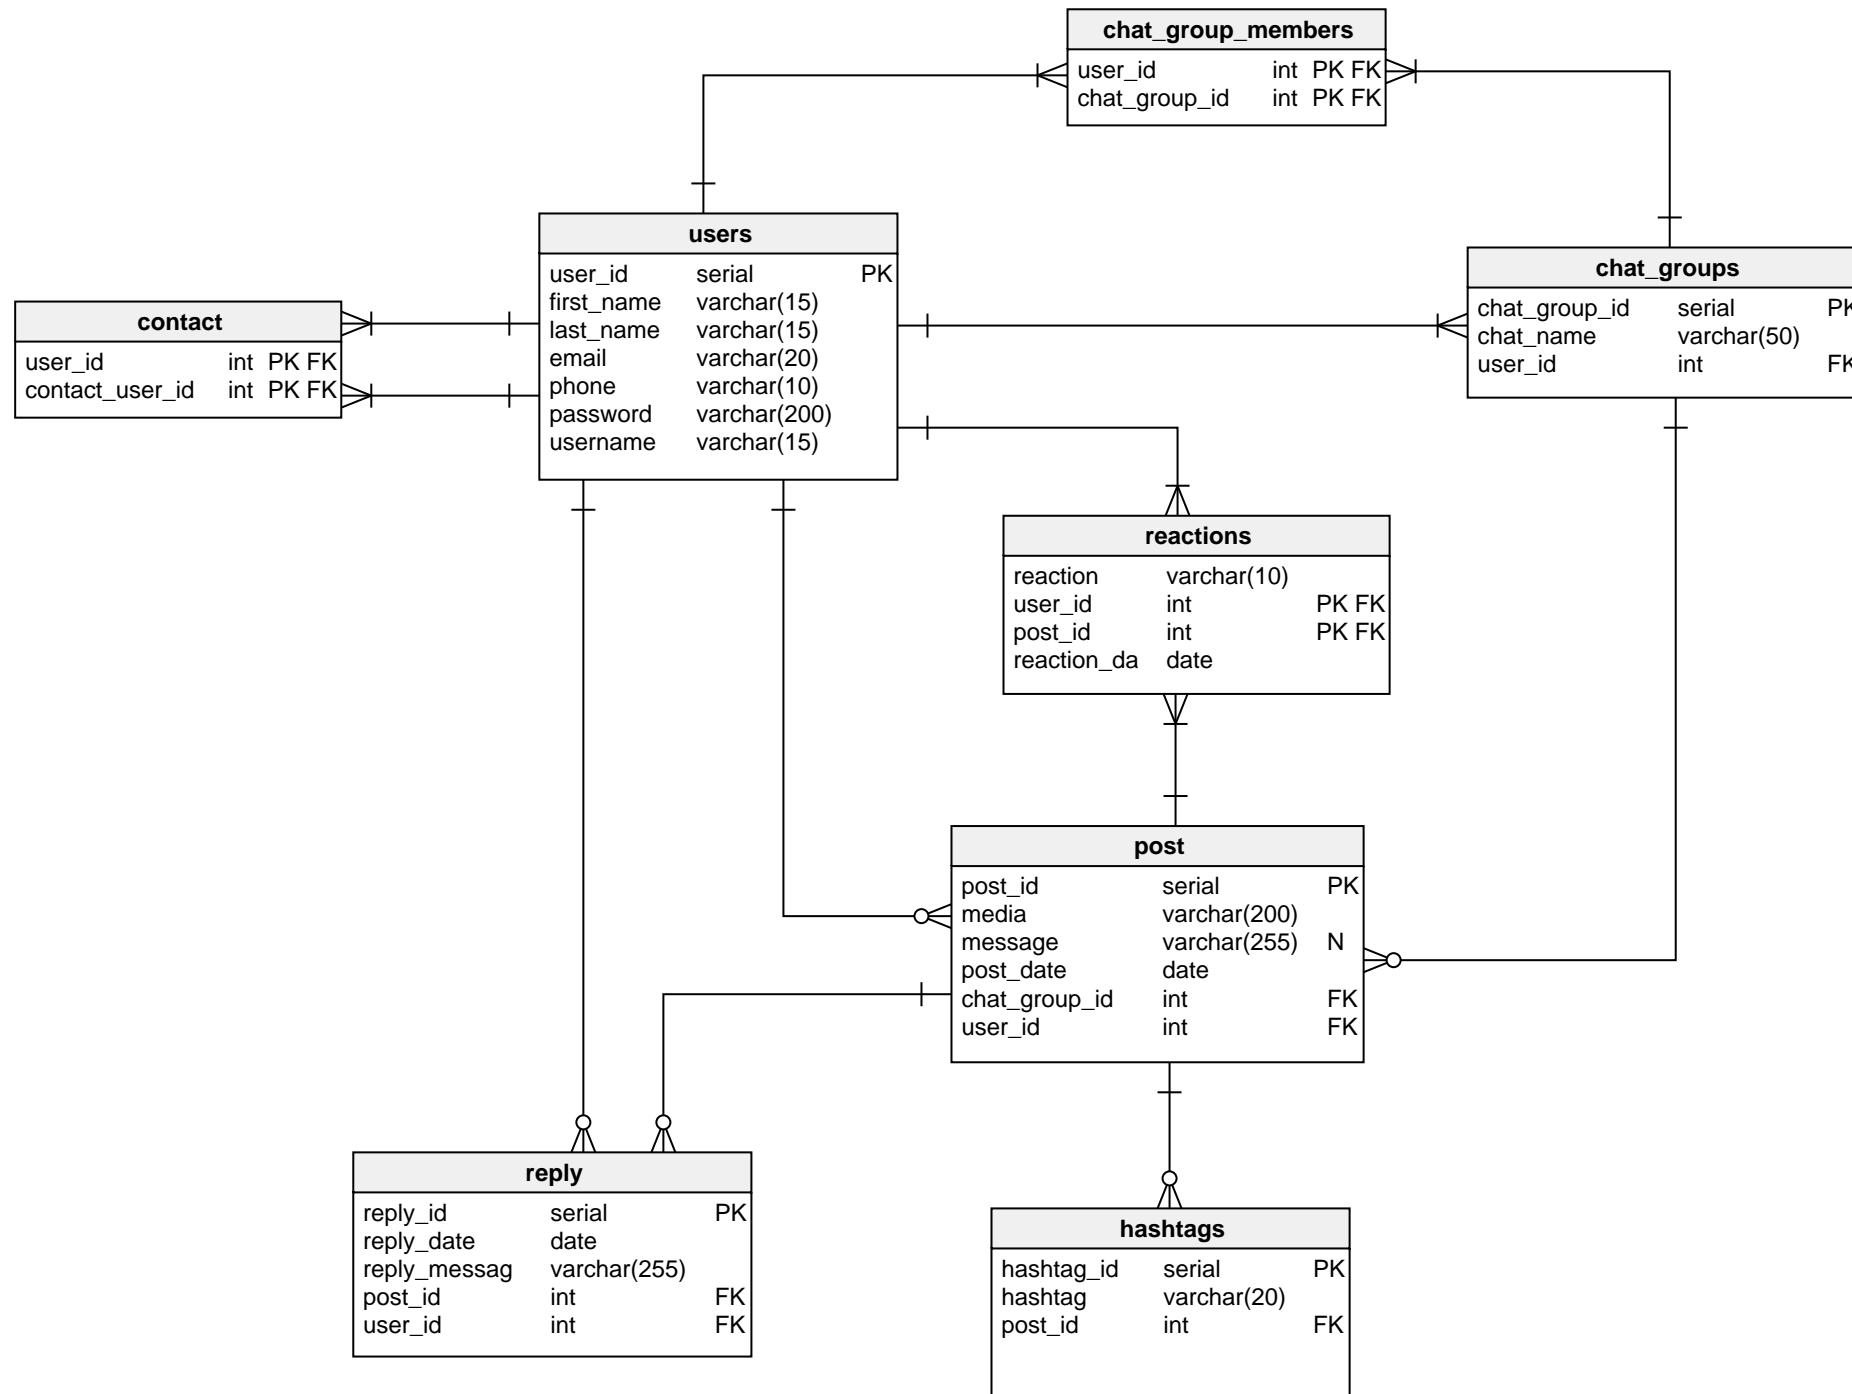 chat_group_members
user_id int PK FK
chat_group_id int PK FK
users
user_id serial PK
first_name varchar(15)
last_name varchar(15)
email varchar(20)
phone varchar(10)
password varchar(200)
username varchar(15)
chat_groups
chat_group_id serial PK
chat_name varchar(50)
user_id int FK
contact
user_id int PK FK
contact_user_id int PK FK
reactions
reaction varchar(10)
user_id int PK FK
post_id int PK FK
reaction_da date
post
post_id serial PK
media varchar(200)
message varchar(255) N
post_date date
chat_group_id int FK
user_id int FK
reply
reply_id serial PK
reply_date date
reply_messag varchar(255)
post_id int FK
user_id int FK
hashtags
hashtag_id serial PK
hashtag varchar(20)
post_id int FK